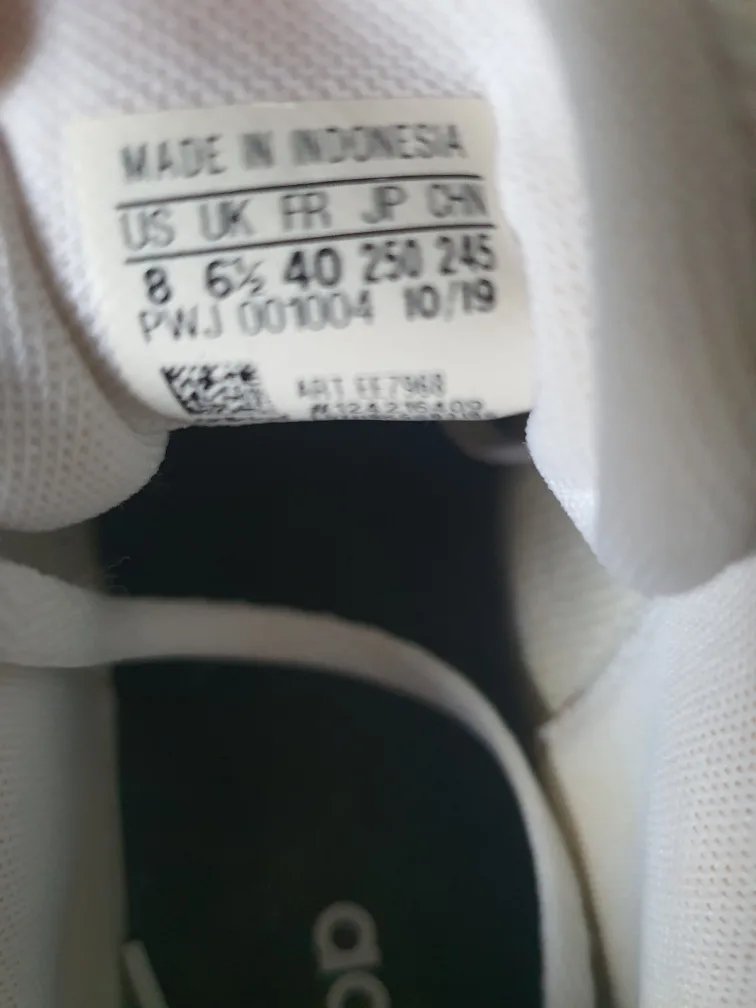 MADE IN INDONESIA
US UK FR JP CHN
8 6½ 40 250 245
PWJ 001004 10/19
ART